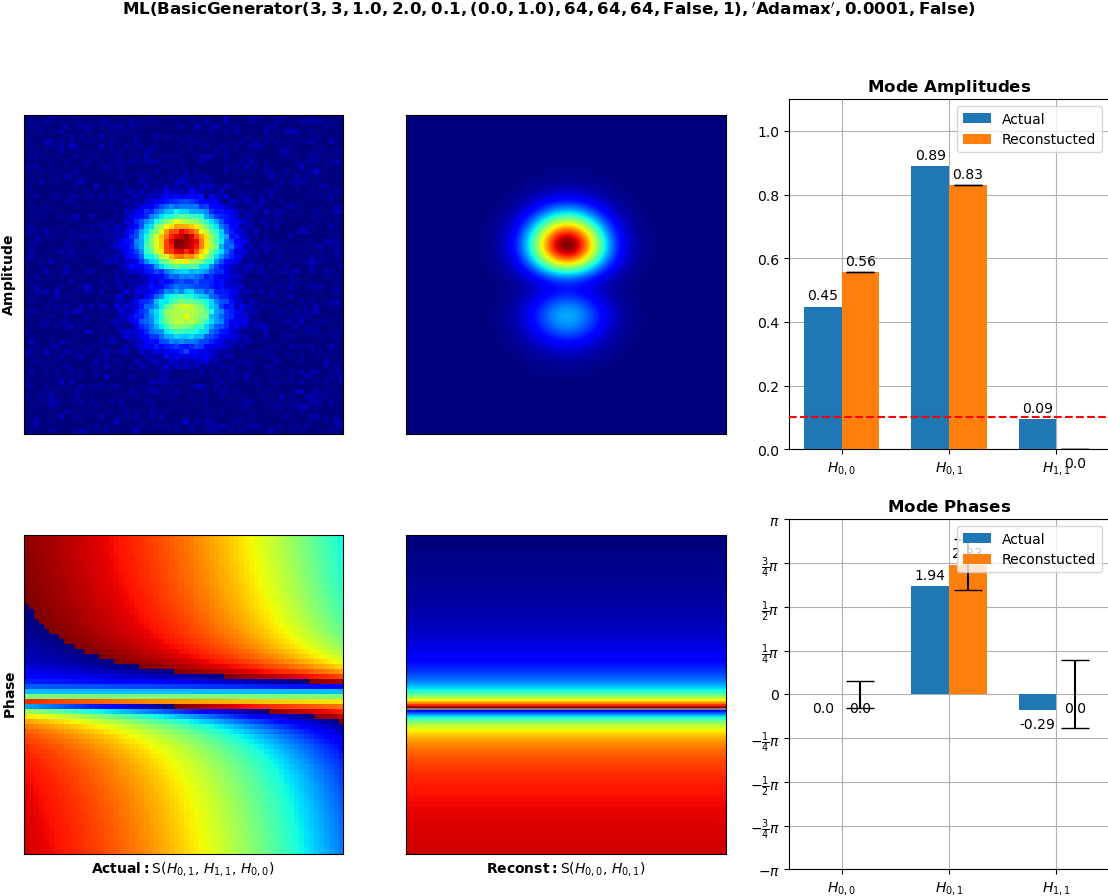 ML(BasicGenerator(3, 3, 1.0, 2.0, 0.1, (0.0, 1.0), 64, 64, 64, False, 1), ′Adamax′, 0.0001, False)
Amplitude
Mode Amplitudes
Actual
Reconstucted
1.0
0.8
0.6
0.4
0.2
0.0
0.45
0.56
0.89
0.83
0.09
0.0
H0,0
H0,1
H1,1
Phase
Actual: S(H0,1, H1,1, H0,0)
Reconst: S(H0,0, H0,1)
Mode Phases
Actual
Reconstucted
π
3/4π
1/2π
1/4π
0
−1/4π
−1/2π
−3/4π
−π
0.0
0.0
1.94
-0.29
0.0
H0,0
H0,1
H1,1